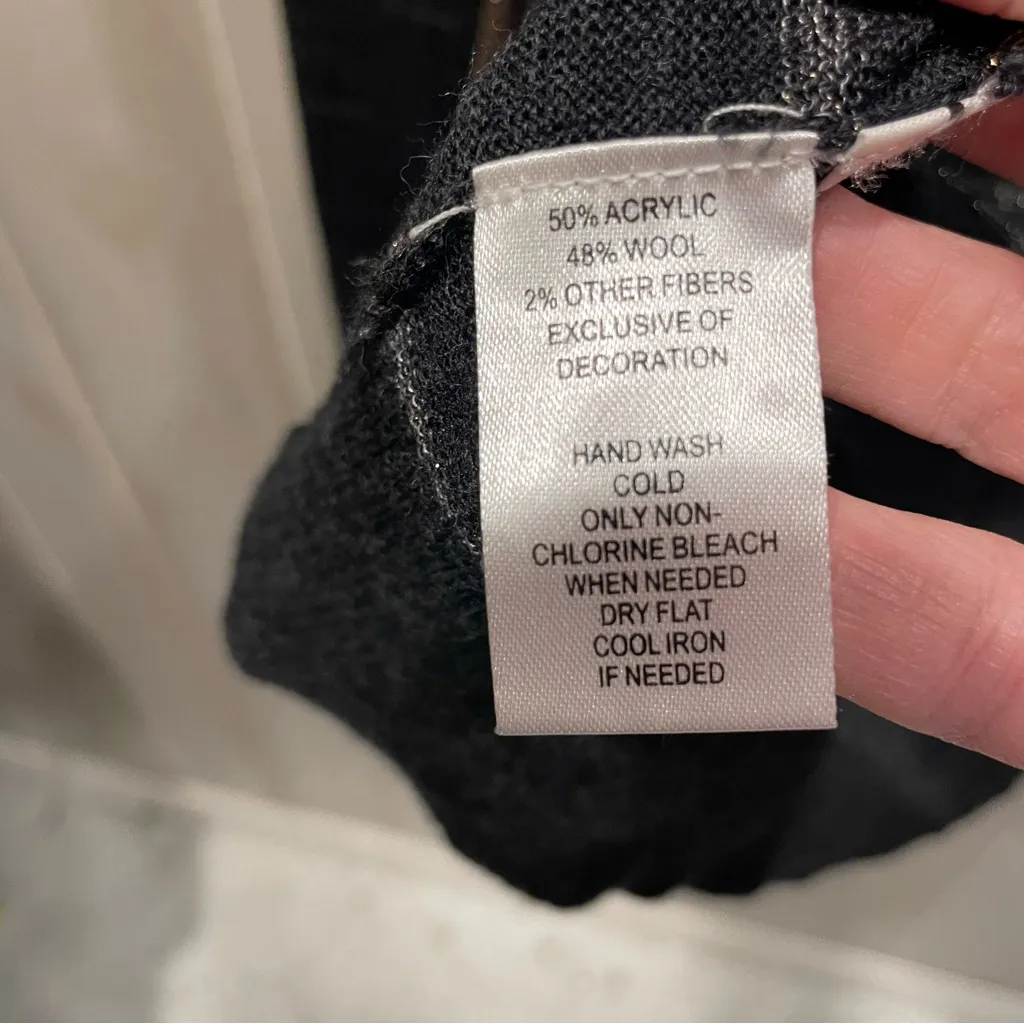 50% ACRYLIC
48% WOOL
2% OTHER FIBERS
EXCLUSIVE OF
DECORATION
HAND WASH
COLD
ONLY NON-
CHLORINE BLEACH
WHEN NEEDED
DRY FLAT
COOL IRON
IF NEEDED